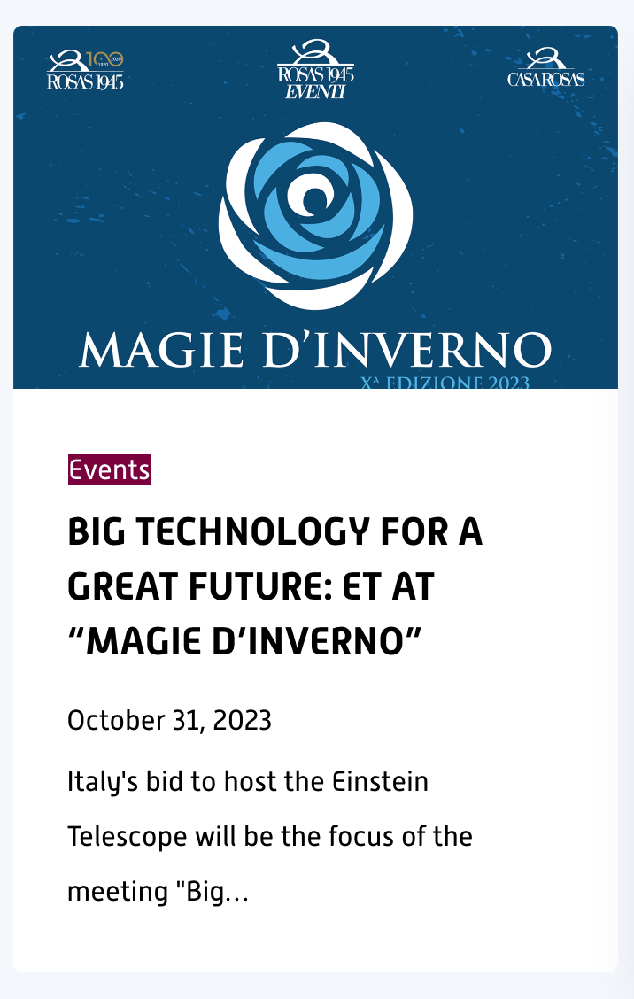 ROSAS 1945
100
1920
2020
ROSAS 1945
EVENTI
CASA ROSAS
MAGIE D’INVERNO
Xᴬ EDIZIONE 2023
Events
BIG TECHNOLOGY FOR A
GREAT FUTURE: ET AT
“MAGIE D’INVERNO”
October 31, 2023
Italy's bid to host the Einstein
Telescope will be the focus of the
meeting "Big…